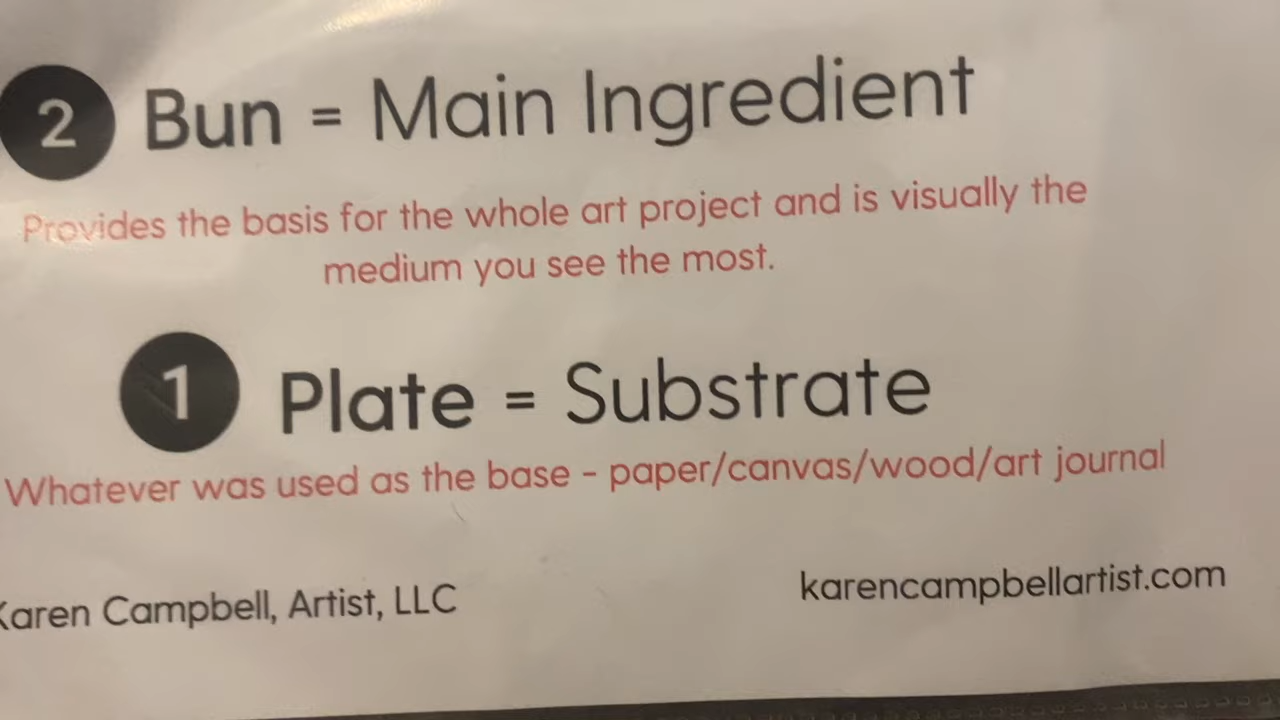 2 Bun = Main Ingredient
Provides the basis for the whole art project and is visually the
medium you see the most.
1 Plate = Substrate
Whatever was used as the base - paper/canvas/wood/art journal
Karen Campbell, Artist, LLC
karencampbellartist.com